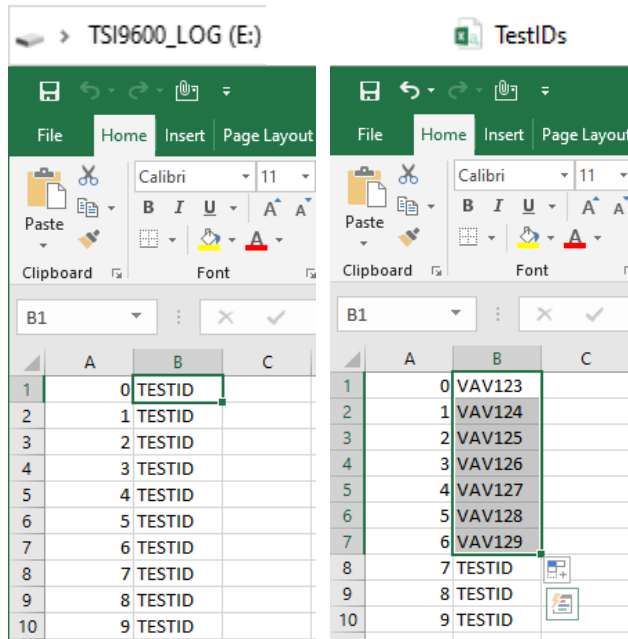 TSI9600_LOG (E:)
File Home Insert Page Layout
Calibri 11
Paste
B I U A A
A
Clipboard Font
B1
A B C
1 0 TESTID
2 1 TESTID
3 2 TESTID
4 3 TESTID
5 4 TESTID
6 5 TESTID
7 6 TESTID
8 7 TESTID
9 8 TESTID
10 9 TESTID
TestIDs
File Home Insert Page Layout
Calibri 11
Paste
B I U A A
A
Clipboard Font
B1
A B C
1 0 VAV123
2 1 VAV124
3 2 VAV125
4 3 VAV126
5 4 VAV127
6 5 VAV128
7 6 VAV129
8 7 TESTID
9 8 TESTID
10 9 TESTID